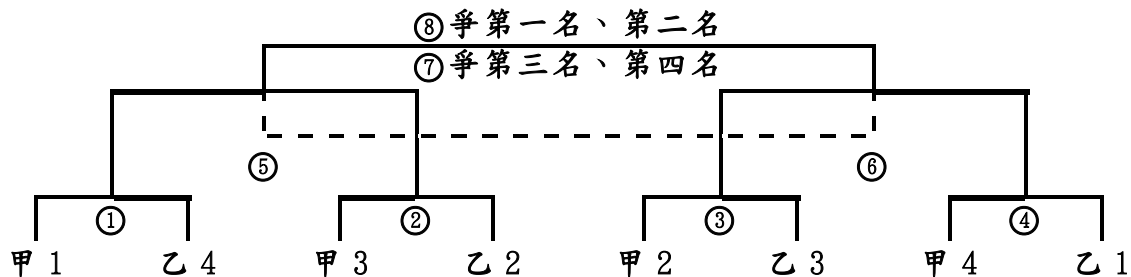 ⑧爭第一名、第二名
⑦爭第三名、第四名
⑤ ⑥
① ② ③ ④
甲1 乙4 甲3 乙2 甲2 乙3 甲4 乙1